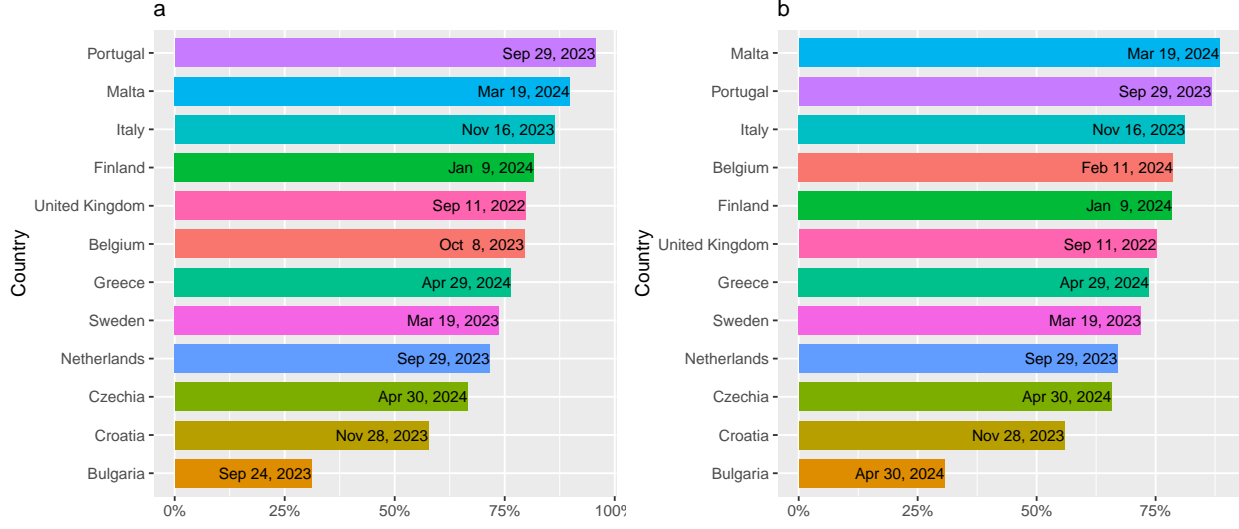 a
Country
Portugal
Sep 29, 2023
Malta
Mar 19, 2024
Italy
Nov 16, 2023
Finland
Jan  9, 2024
United Kingdom
Sep 11, 2022
Belgium
Oct  8, 2023
Greece
Apr 29, 2024
Sweden
Mar 19, 2023
Netherlands
Sep 29, 2023
Czechia
Apr 30, 2024
Croatia
Nov 28, 2023
Bulgaria
Sep 24, 2023
0% 25% 50% 75% 100%
b
Country
Malta
Mar 19, 2024
Portugal
Sep 29, 2023
Italy
Nov 16, 2023
Belgium
Feb 11, 2024
Finland
Jan  9, 2024
United Kingdom
Sep 11, 2022
Greece
Apr 29, 2024
Sweden
Mar 19, 2023
Netherlands
Sep 29, 2023
Czechia
Apr 30, 2024
Croatia
Nov 28, 2023
Bulgaria
Apr 30, 2024
0% 25% 50% 75%